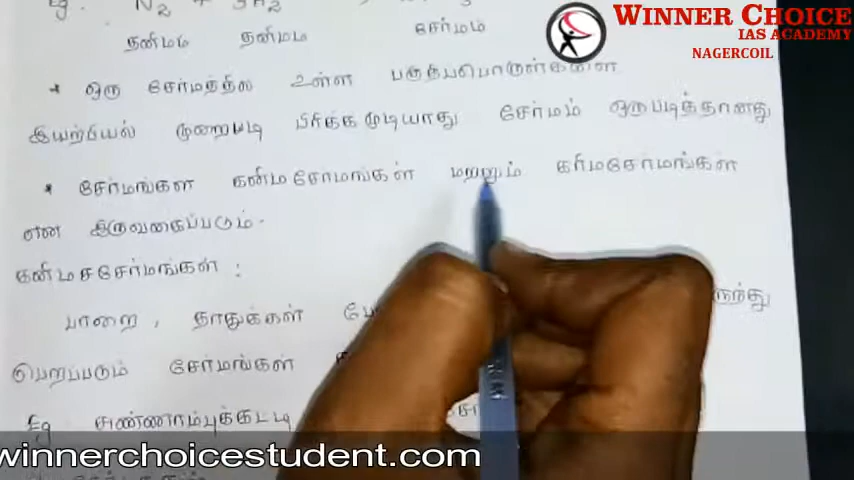 WINNER CHOICE
IAS ACADEMY
NAGERCOIL
Eg. N2 +
தனிமம் தனிமம் சேர்மம்
* ஒரு சேர்மத்தில் உள்ள பகுதிபொருள்களை
இயற்பியல் முறைபடி பிரிக்க முடியாது சேர்மம் ஒருபடித்தானது
* சேர்மங்கள் கனிம சேர்மங்கள் மற்றும் கரிமசேர்மங்கள்
என இருவகைப்படும்.
கனிமச்சேர்மங்கள் :
பாறை, தாதுக்கள்
பெறப்படும் சேர்மங்கள்
Eg சுண்ணாம்புக்கட்டி
winnerchoicestudent.com